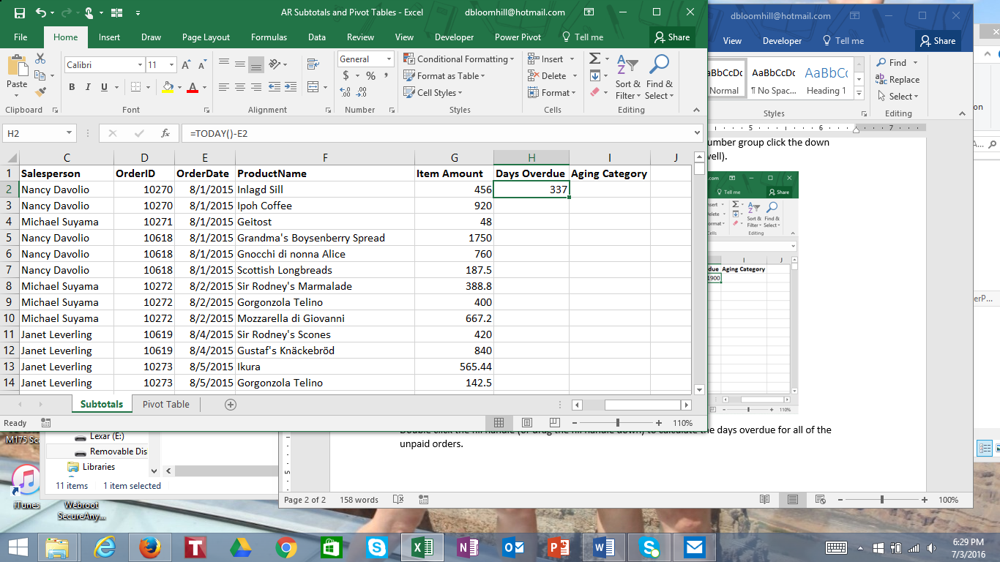 AR Subtotals and Pivot Tables - Excel dbloomhill@hotmail.com
File Home Insert Draw Page Layout Formulas Data Review View Developer Power Pivot Tell me Share
Paste
Clipboard
Calibri 11
B I U A
Font
Alignment
General
$ % ,
Number
Conditional Formatting
Format as Table
Cell Styles
Styles
Insert
Delete
Format
Cells
Sort & Filter
Find & Select
Editing
H2 fx =TODAY()-E2
C D E F G H I J
1 Salesperson OrderID OrderDate ProductName Item Amount Days Overdue Aging Category
2 Nancy Davolio 10270 8/1/2015 Inlagd Sill 456 337
3 Nancy Davolio 10270 8/1/2015 Ipoh Coffee 920
4 Michael Suyama 10271 8/1/2015 Geitost 48
5 Nancy Davolio 10618 8/1/2015 Grandma's Boysenberry Spread 1750
6 Nancy Davolio 10618 8/1/2015 Gnocchi di nonna Alice 760
7 Nancy Davolio 10618 8/1/2015 Scottish Longbreads 187.5
8 Michael Suyama 10272 8/2/2015 Sir Rodney's Marmalade 388.8
9 Michael Suyama 10272 8/2/2015 Gorgonzola Telino 400
10 Michael Suyama 10272 8/2/2015 Mozzarella di Giovanni 667.2
11 Janet Leverling 10619 8/4/2015 Sir Rodney's Scones 420
12 Janet Leverling 10619 8/4/2015 Gustaf's Knäckebröd 840
13 Janet Leverling 10273 8/5/2015 Ikura 565.44
14 Janet Leverling 10273 8/5/2015 Gorgonzola Telino 142.5
Subtotals Pivot Table
Ready 110%
dbloomhill@hotmail.com
View Developer Tell me Share
aBbCcDc AaBbCcDc AaBbCc
Normal ¶ No Spac... Heading 1
Styles
Find
Replace
Select
Editing
5 6 7
umber group click the down
well).
.com
Tell me Share
Sort & Find &
Filter Select
Editing
I J
due Aging Category
1900
110%
Double click the fill handle (or drag the fill handle down) to calculate the days overdue for all of the
unpaid orders.
5
Page 2 of 2 158 words 100%
on
A...
erP...
M175 Sc
Lexar (E:)
Removable Dis
Libraries
11 items 1 item selected
iTunes
Webroot
SecureAny...
6:29 PM
7/3/2016